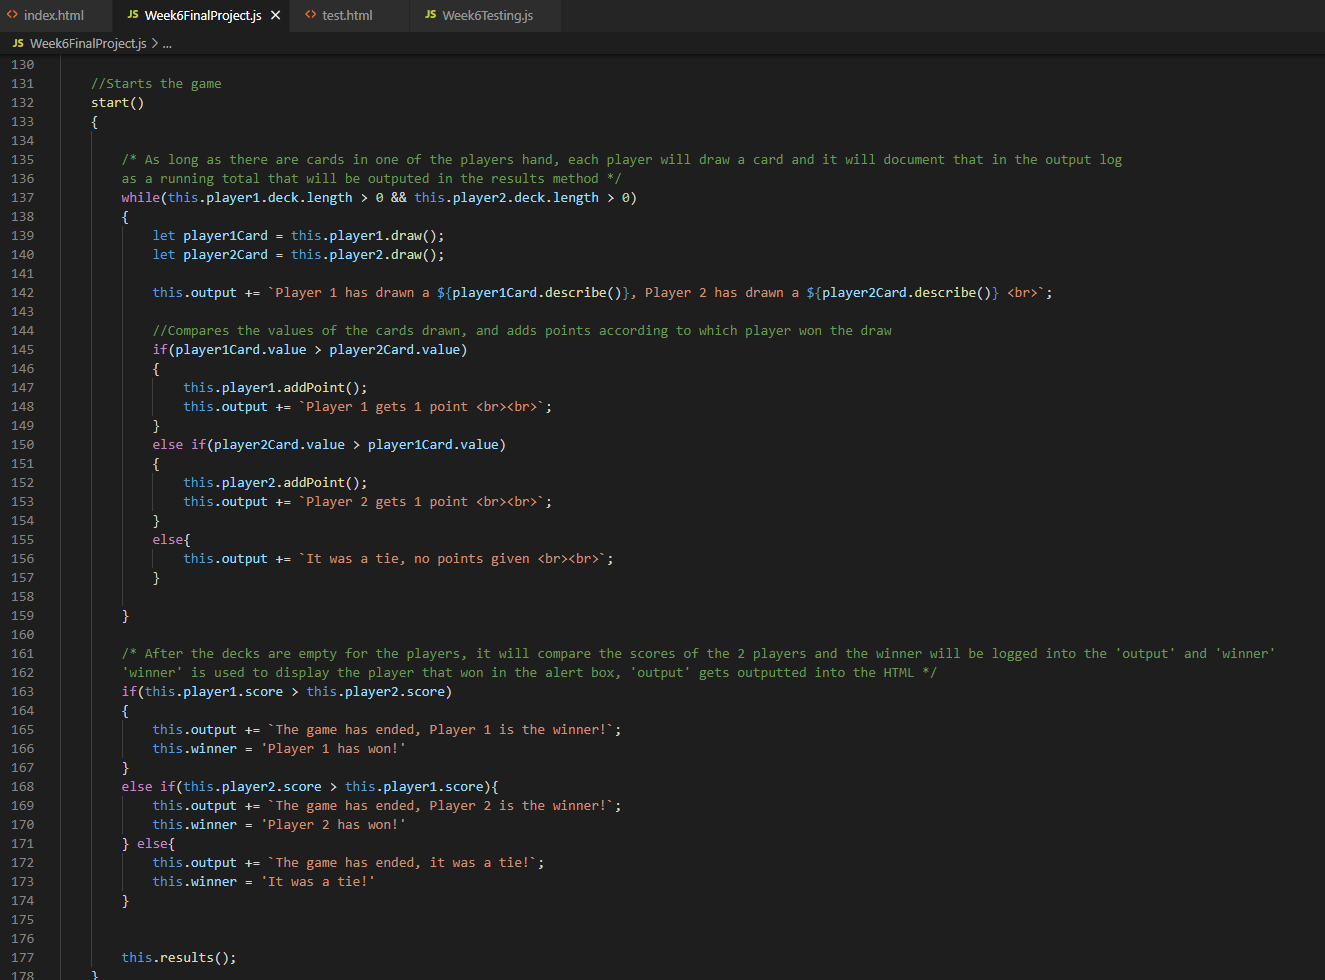 index.html JS Week6FinalProject.js × test.html JS Week6Testing.js
JS Week6FinalProject.js > ...
130
131 //Starts the game
132 start()
133 {
134
135 /* As long as there are cards in one of the players hand, each player will draw a card and it will document that in the output log
136 as a running total that will be outputed in the results method */
137 while(this.player1.deck.length > 0 && this.player2.deck.length > 0)
138 {
139 let player1Card = this.player1.draw();
140 let player2Card = this.player2.draw();
141
142 this.output += `Player 1 has drawn a ${player1Card.describe()}, Player 2 has drawn a ${player2Card.describe()} <br>`;
143
144 //Compares the values of the cards drawn, and adds points according to which player won the draw
145 if(player1Card.value > player2Card.value)
146 {
147 this.player1.addPoint();
148 this.output += `Player 1 gets 1 point <br><br>`;
149 }
150 else if(player2Card.value > player1Card.value)
151 {
152 this.player2.addPoint();
153 this.output += `Player 2 gets 1 point <br><br>`;
154 }
155 else{
156 this.output += `It was a tie, no points given <br><br>`;
157 }
158
159 }
160
161 /* After the decks are empty for the players, it will compare the scores of the 2 players and the winner will be logged into the 'output' and 'winner'
162 'winner' is used to display the player that won in the alert box, 'output' gets outputted into the HTML */
163 if(this.player1.score > this.player2.score)
164 {
165 this.output += `The game has ended, Player 1 is the winner!`;
166 this.winner = 'Player 1 has won!'
167 }
168 else if(this.player2.score > this.player1.score){
169 this.output += `The game has ended, Player 2 is the winner!`;
170 this.winner = 'Player 2 has won!'
171 } else{
172 this.output += `The game has ended, it was a tie!`;
173 this.winner = 'It was a tie!'
174 }
175
176
177 this.results();
178 }